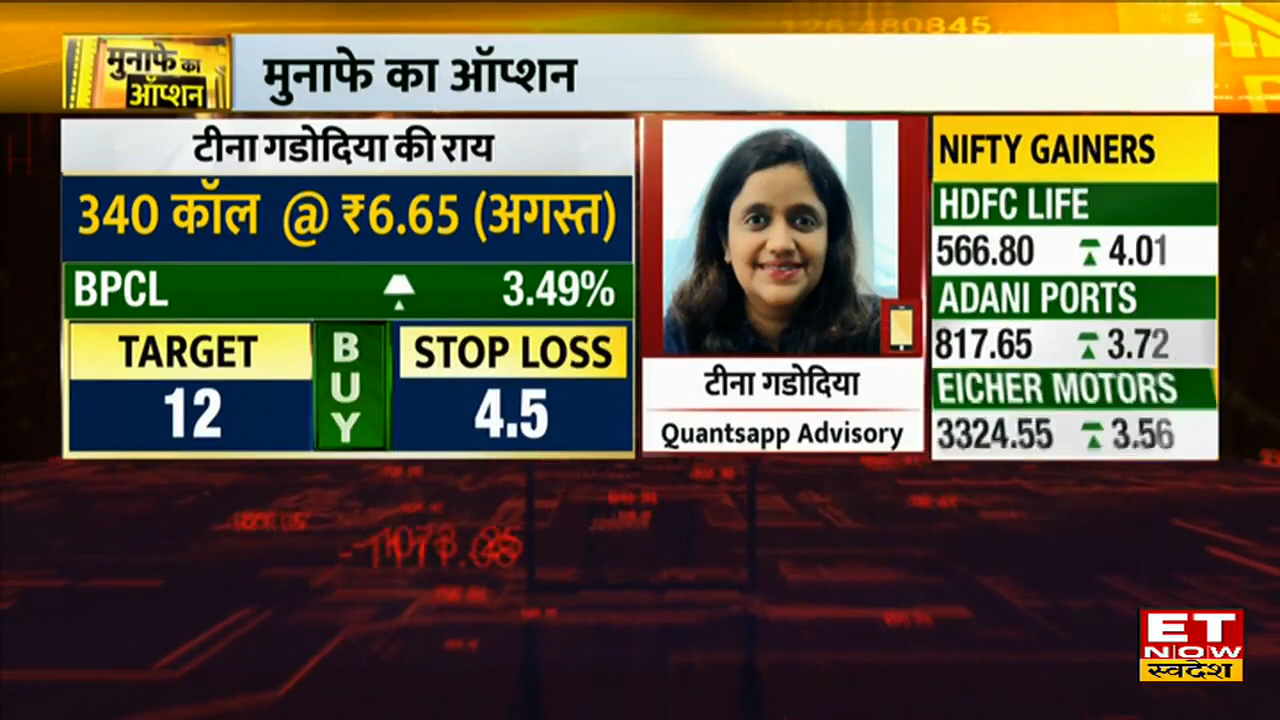 126-480845
मुनाफे का
ऑप्शन
मुनाफे का ऑप्शन
टीना गडोदिया की राय
340 कॉल @ ₹6.65 (अगस्त)
BPCL 3.49%
TARGET
12
BUY
STOP LOSS
4.5
टीना गडोदिया
Quantsapp Advisory
NIFTY GAINERS
HDFC LIFE
566.80 4.01
ADANI PORTS
817.65 3.72
EICHER MOTORS
3324.55 3.56
ET
NOW
स्वदेश